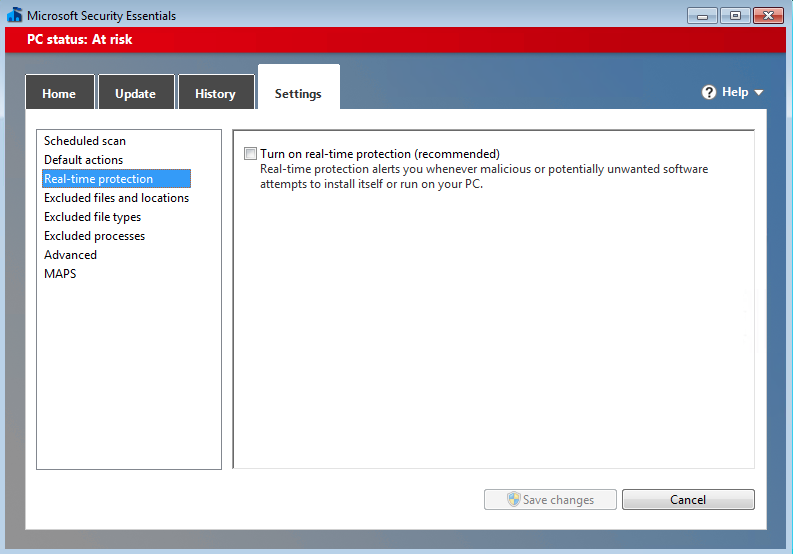 Microsoft Security Essentials
PC status: At risk
Home
Update
History
Settings
Help
Scheduled scan
Default actions
Real-time protection
Excluded files and locations
Excluded file types
Excluded processes
Advanced
MAPS
Turn on real-time protection (recommended)
Real-time protection alerts you whenever malicious or potentially unwanted software
attempts to install itself or run on your PC.
Save changes
Cancel